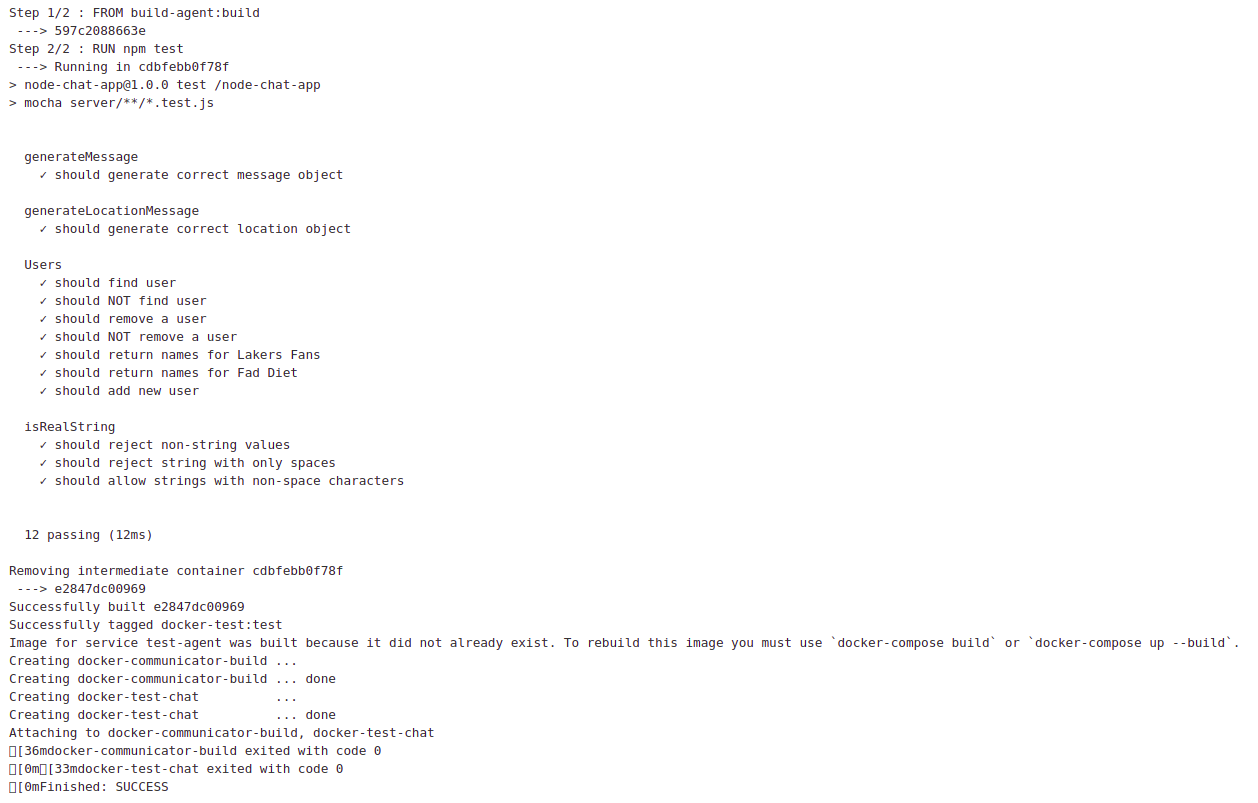 Step 1/2 : FROM build-agent:build
 ---> 597c2088663e
Step 2/2 : RUN npm test
 ---> Running in cdbfebb0f78f
> node-chat-app@1.0.0 test /node-chat-app
> mocha server/**/*.test.js
generateMessage
✓ should generate correct message object
generateLocationMessage
✓ should generate correct location object
Users
✓ should find user
✓ should NOT find user
✓ should remove a user
✓ should NOT remove a user
✓ should return names for Lakers Fans
✓ should return names for Fad Diet
✓ should add new user
isRealString
✓ should reject non-string values
✓ should reject string with only spaces
✓ should allow strings with non-space characters
12 passing (12ms)
Removing intermediate container cdbfebb0f78f
 ---> e2847dc00969
Successfully built e2847dc00969
Successfully tagged docker-test:test
Image for service test-agent was built because it did not already exist. To rebuild this image you must use `docker-compose build` or `docker-compose up --build`.
Creating docker-communicator-build ...
Creating docker-communicator-build ... done
Creating docker-test-chat          ...
Creating docker-test-chat          ... done
Attaching to docker-communicator-build, docker-test-chat
[36mdocker-communicator-build exited with code 0
[0m[33mdocker-test-chat exited with code 0
[0mFinished: SUCCESS